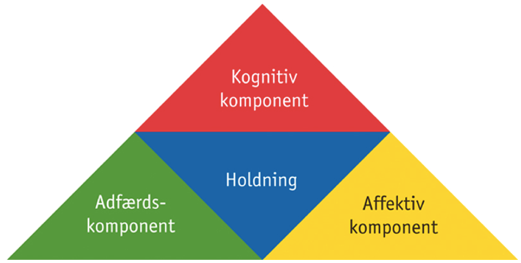 Kognitiv
komponent
Holdning
Adfærds-
komponent
Affektiv
komponent